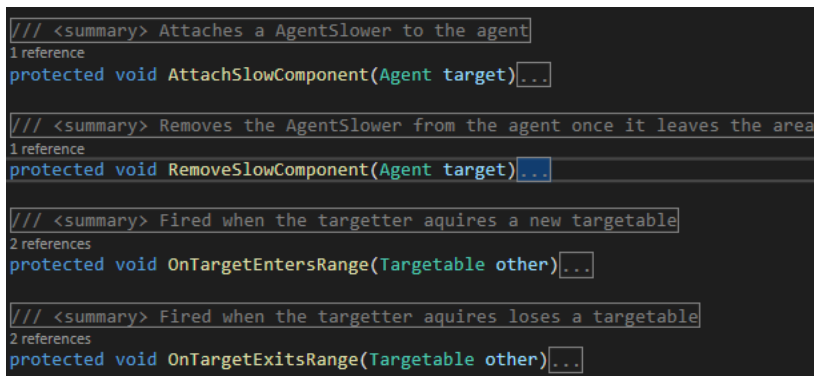 /// <summary> Attaches a AgentSlower to the agent
1 reference
protected void AttachSlowComponent(Agent target)...
/// <summary> Removes the AgentSlower from the agent once it leaves the area
1 reference
protected void RemoveSlowComponent(Agent target)...
/// <summary> Fired when the targetter aquires a new targetable
2 references
protected void OnTargetEntersRange(Targetable other)...
/// <summary> Fired when the targetter aquires loses a targetable
2 references
protected void OnTargetExitsRange(Targetable other)...